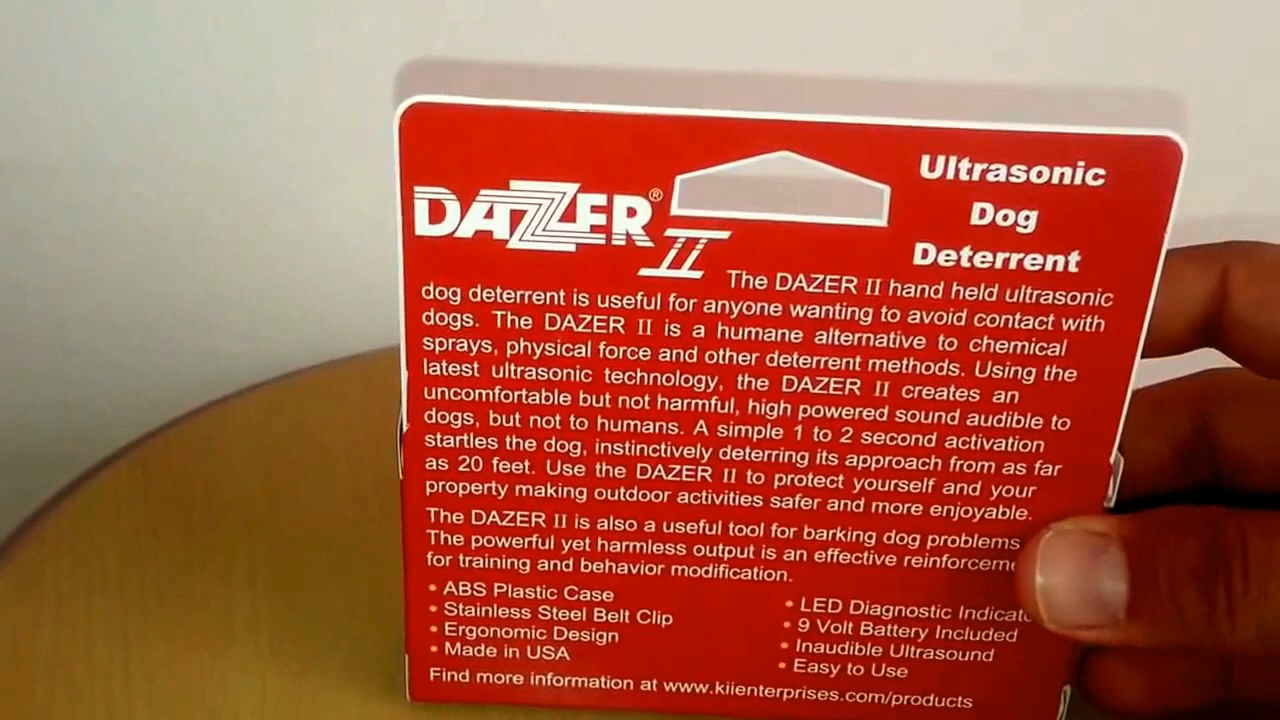 DAZER® II
Ultrasonic
Dog
Deterrent
The DAZER II hand held ultrasonic
dog deterrent is useful for anyone wanting to avoid contact with
dogs. The DAZER II is a humane alternative to chemical
sprays, physical force and other deterrent methods. Using the
latest ultrasonic technology, the DAZER II creates an
uncomfortable but not harmful, high powered sound audible to
dogs, but not to humans. A simple 1 to 2 second activation
startles the dog, instinctively deterring its approach from as far
as 20 feet. Use the DAZER II to protect yourself and your
property making outdoor activities safer and more enjoyable.
The DAZER II is also a useful tool for barking dog problems
The powerful yet harmless output is an effective reinforceme
for training and behavior modification.
• ABS Plastic Case
• Stainless Steel Belt Clip
• Ergonomic Design
• Made in USA
• LED Diagnostic Indicato
• 9 Volt Battery Included
• Inaudible Ultrasound
• Easy to Use
Find more information at www.kiienterprises.com/products